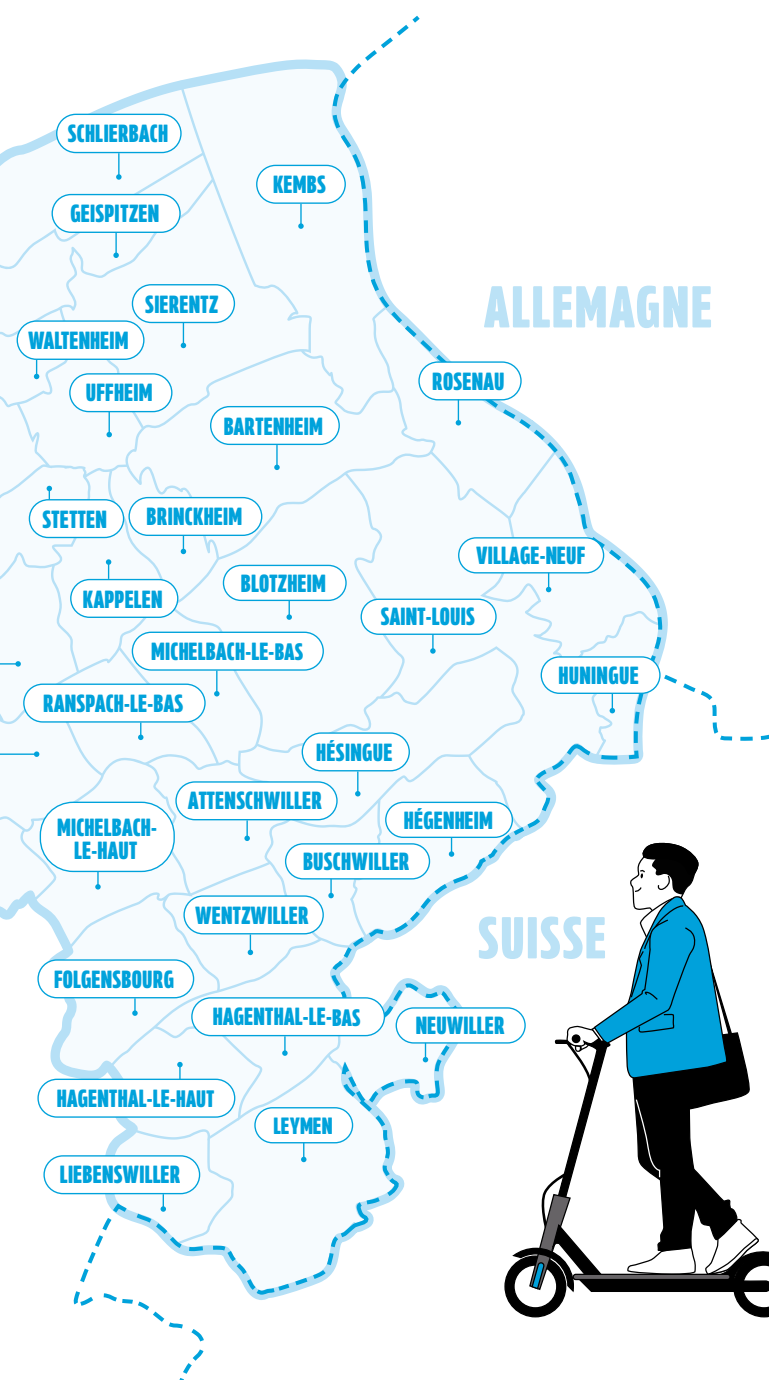 SCHLIERBACH
KEMBS
GEISPITZEN
SIERENTZ
ALLEMAGNE
WALTENHEIM
UFFHEIM
ROSENAU
BARTENHEIM
STETTEN
BRINCKHEIM
VILLAGE-NEUF
KAPPELEN
BLOTZHEIM
SAINT-LOUIS
MICHELBACH-LE-BAS
HUNINGUE
RANSPACH-LE-BAS
HÉSINGUE
ATTENSCHWILLER
HÉGENHEIM
MICHELBACH-
LE-HAUT
BUSCHWILLER
WENTZWILLER
SUISSE
FOLGENSBOURG
HAGENTHAL-LE-BAS
NEUWILLER
HAGENTHAL-LE-HAUT
LEYMEN
LIEBENSWILLER